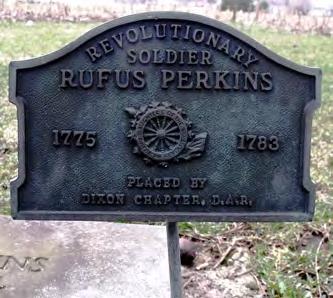 REVOLUTIONARY
SOLDIER
RUFUS PERKINS
1775 1783
PLACED BY
DIXON CHAPTER, D.A.R.